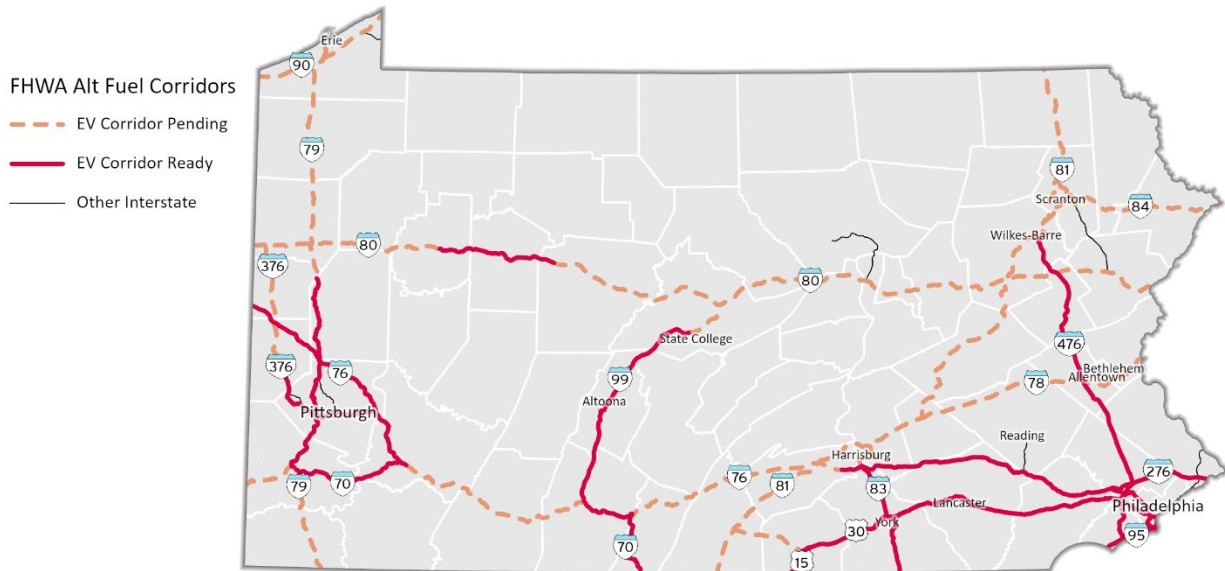 FHWA Alt Fuel Corridors
EV Corridor Pending
EV Corridor Ready
Other Interstate
Erie
90
79
81
Scranton
84
Wilkes-Barre
80
376
80
State College
476
376
76
99
78
Bethlehem
Allentown
Altoona
Pittsburgh
Reading
Harrisburg
276
79
70
76
81
83
Lancaster
Philadelphia
York
30
95
70
15